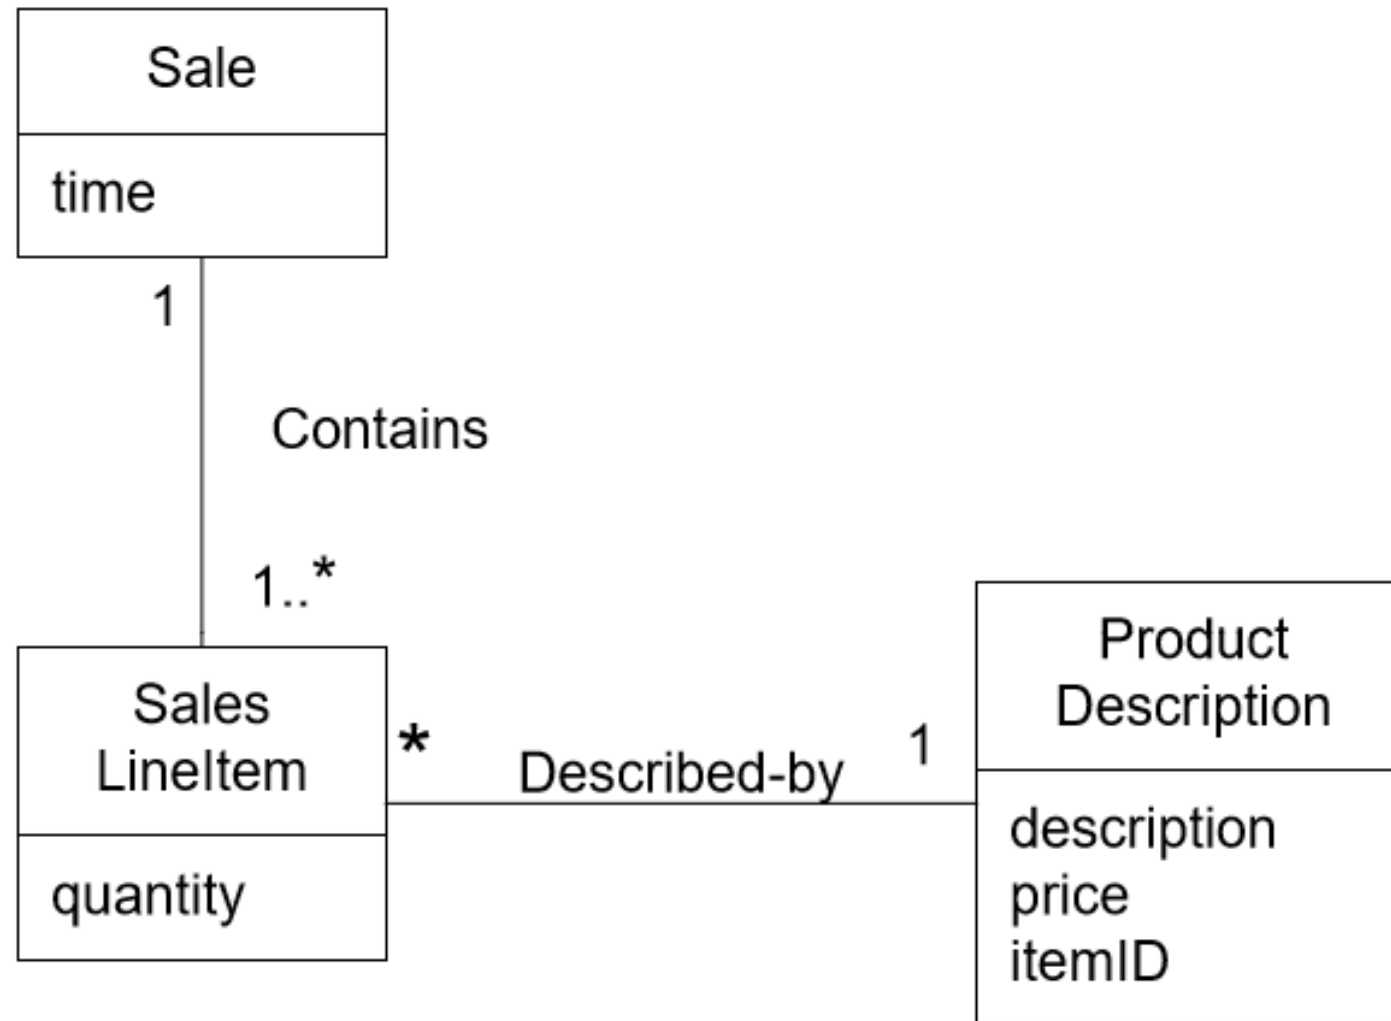 Sale
time
1
Contains
1..*
Sales
LineItem
quantity
*
Described-by
1
Product
Description
description
price
itemID